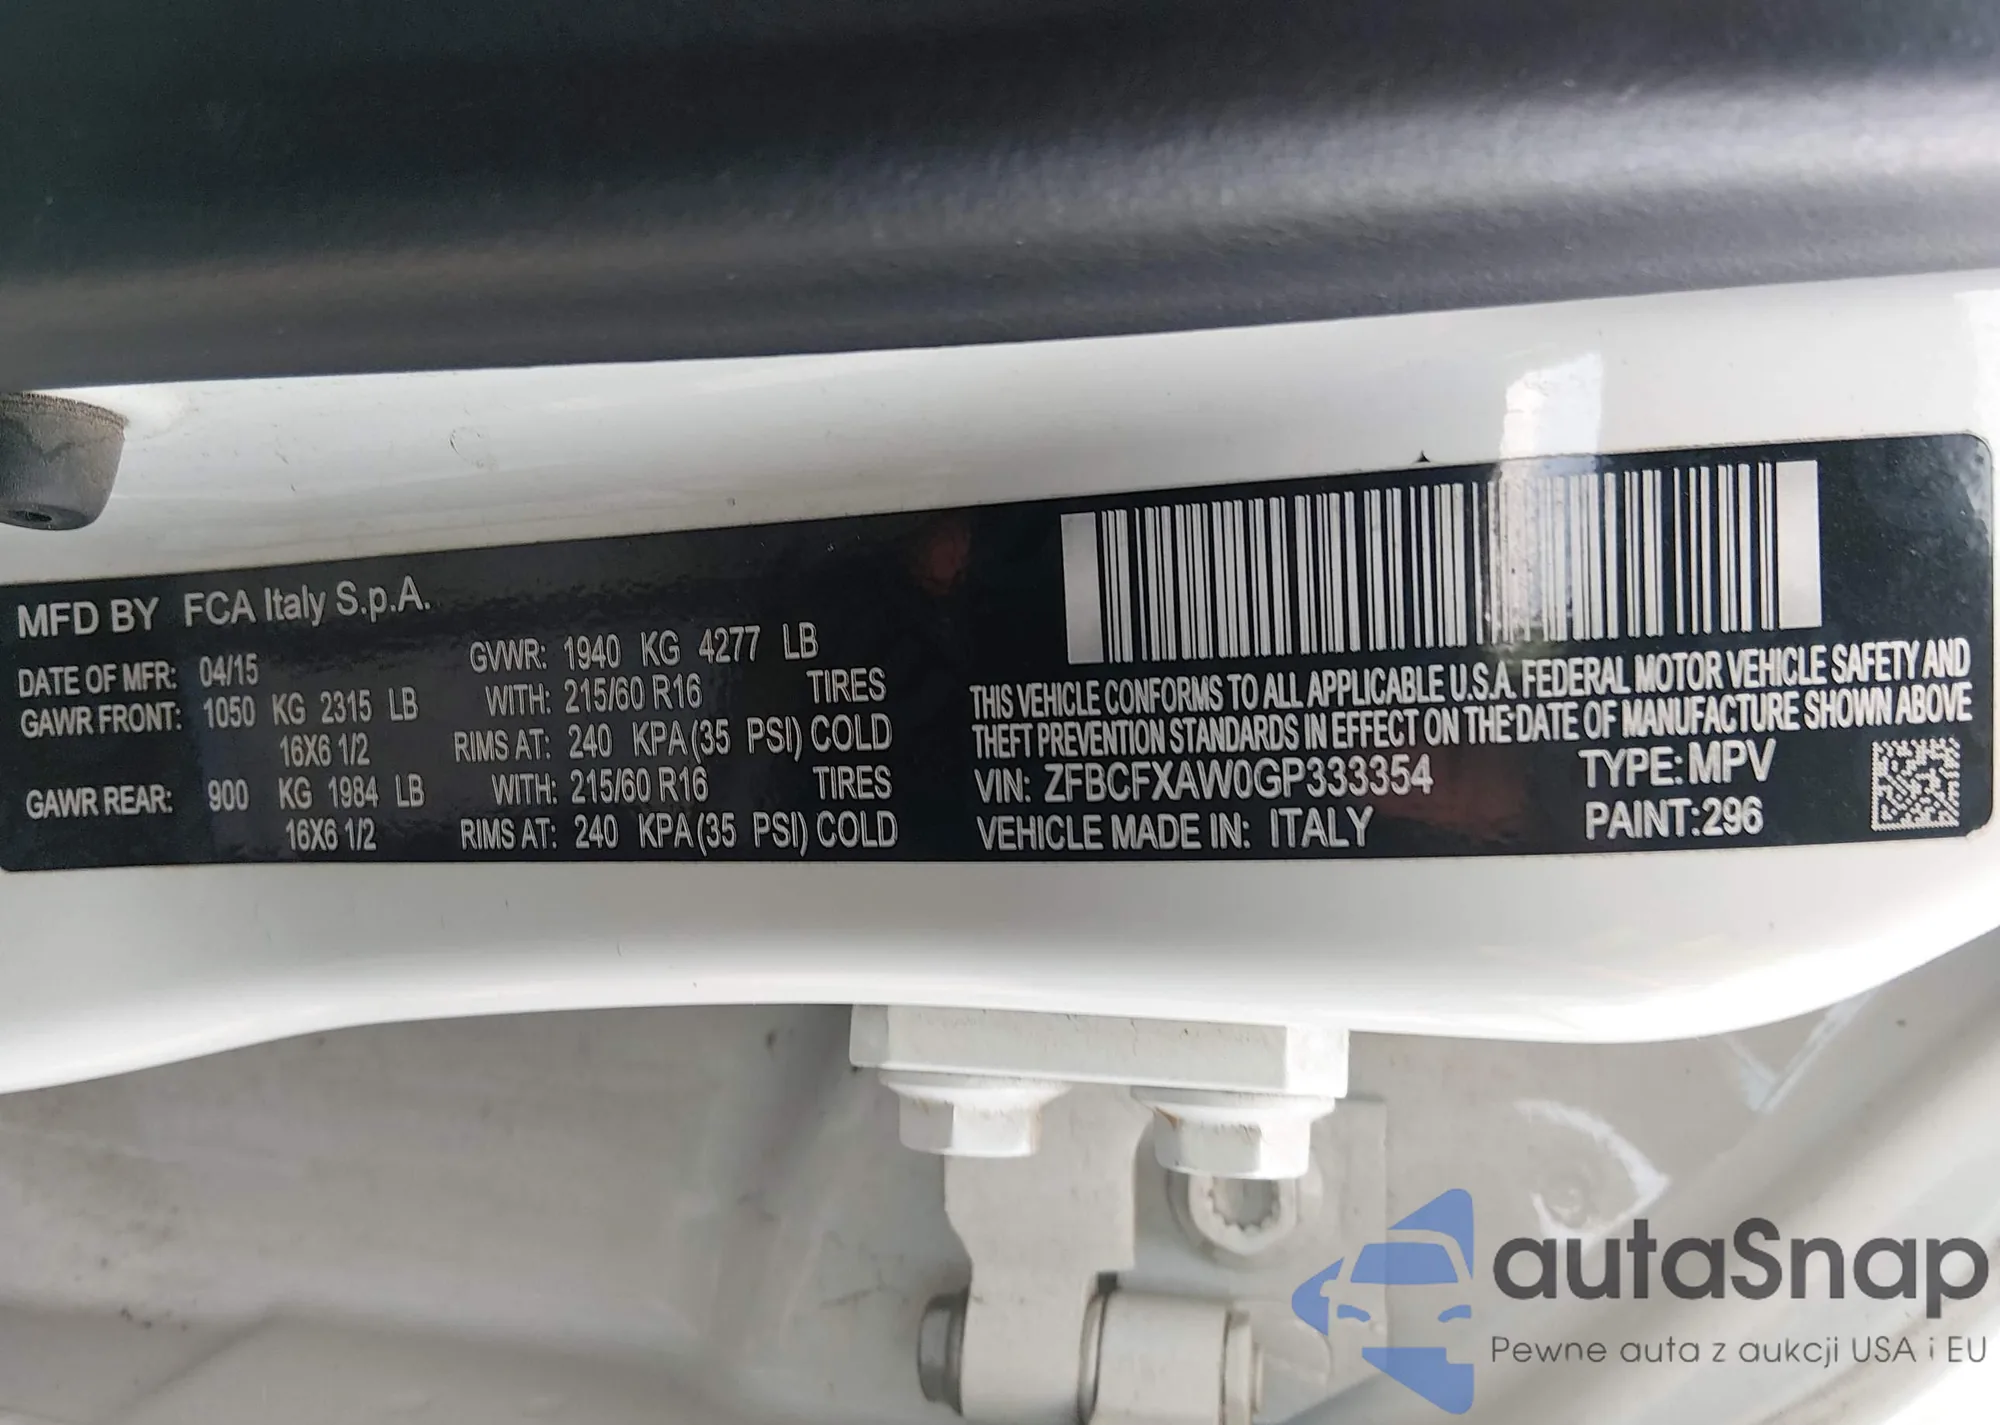 MFD BY FCA Italy S.p.A.
DATE OF MFR: 04/15 GVWR: 1940 KG 4277 LB
GAWR FRONT: 1050 KG 2315 LB WITH: 215/60 R16 TIRES
16X6 1/2 RIMS AT: 240 KPA (35 PSI) COLD
GAWR REAR: 900 KG 1984 LB WITH: 215/60 R16 TIRES
16X6 1/2 RIMS AT: 240 KPA (35 PSI) COLD
THIS VEHICLE CONFORMS TO ALL APPLICABLE U.S.A. FEDERAL MOTOR VEHICLE SAFETY AND
THEFT PREVENTION STANDARDS IN EFFECT ON THE DATE OF MANUFACTURE SHOWN ABOVE
VIN: ZFBCFXAW0GP333354 TYPE: MPV
VEHICLE MADE IN: ITALY PAINT: 296
autaSnap
Pewne auta z aukcji USA i EU